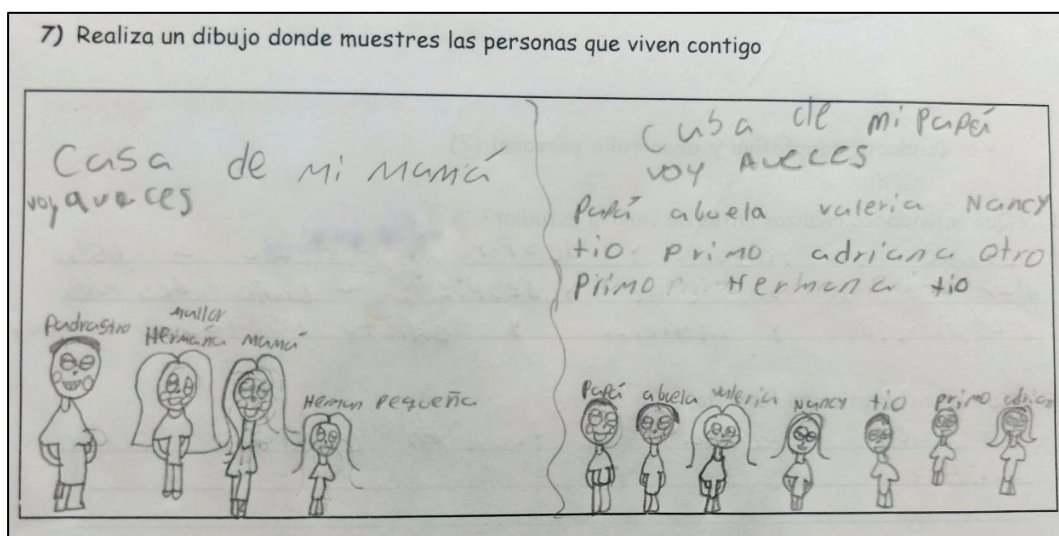 7) Realiza un dibujo donde muestres las personas que viven contigo
Casa de Mi Mamá
voy aveces
Padrastro
Hermana Mamá
Herman Pequeña
Casa de mi Papá
voy Aveces
Papá abuela valeria Nancy
tio primo adriana otro
Primo Hermana tio
Papá abuela valeria Nancy tio primo adrian